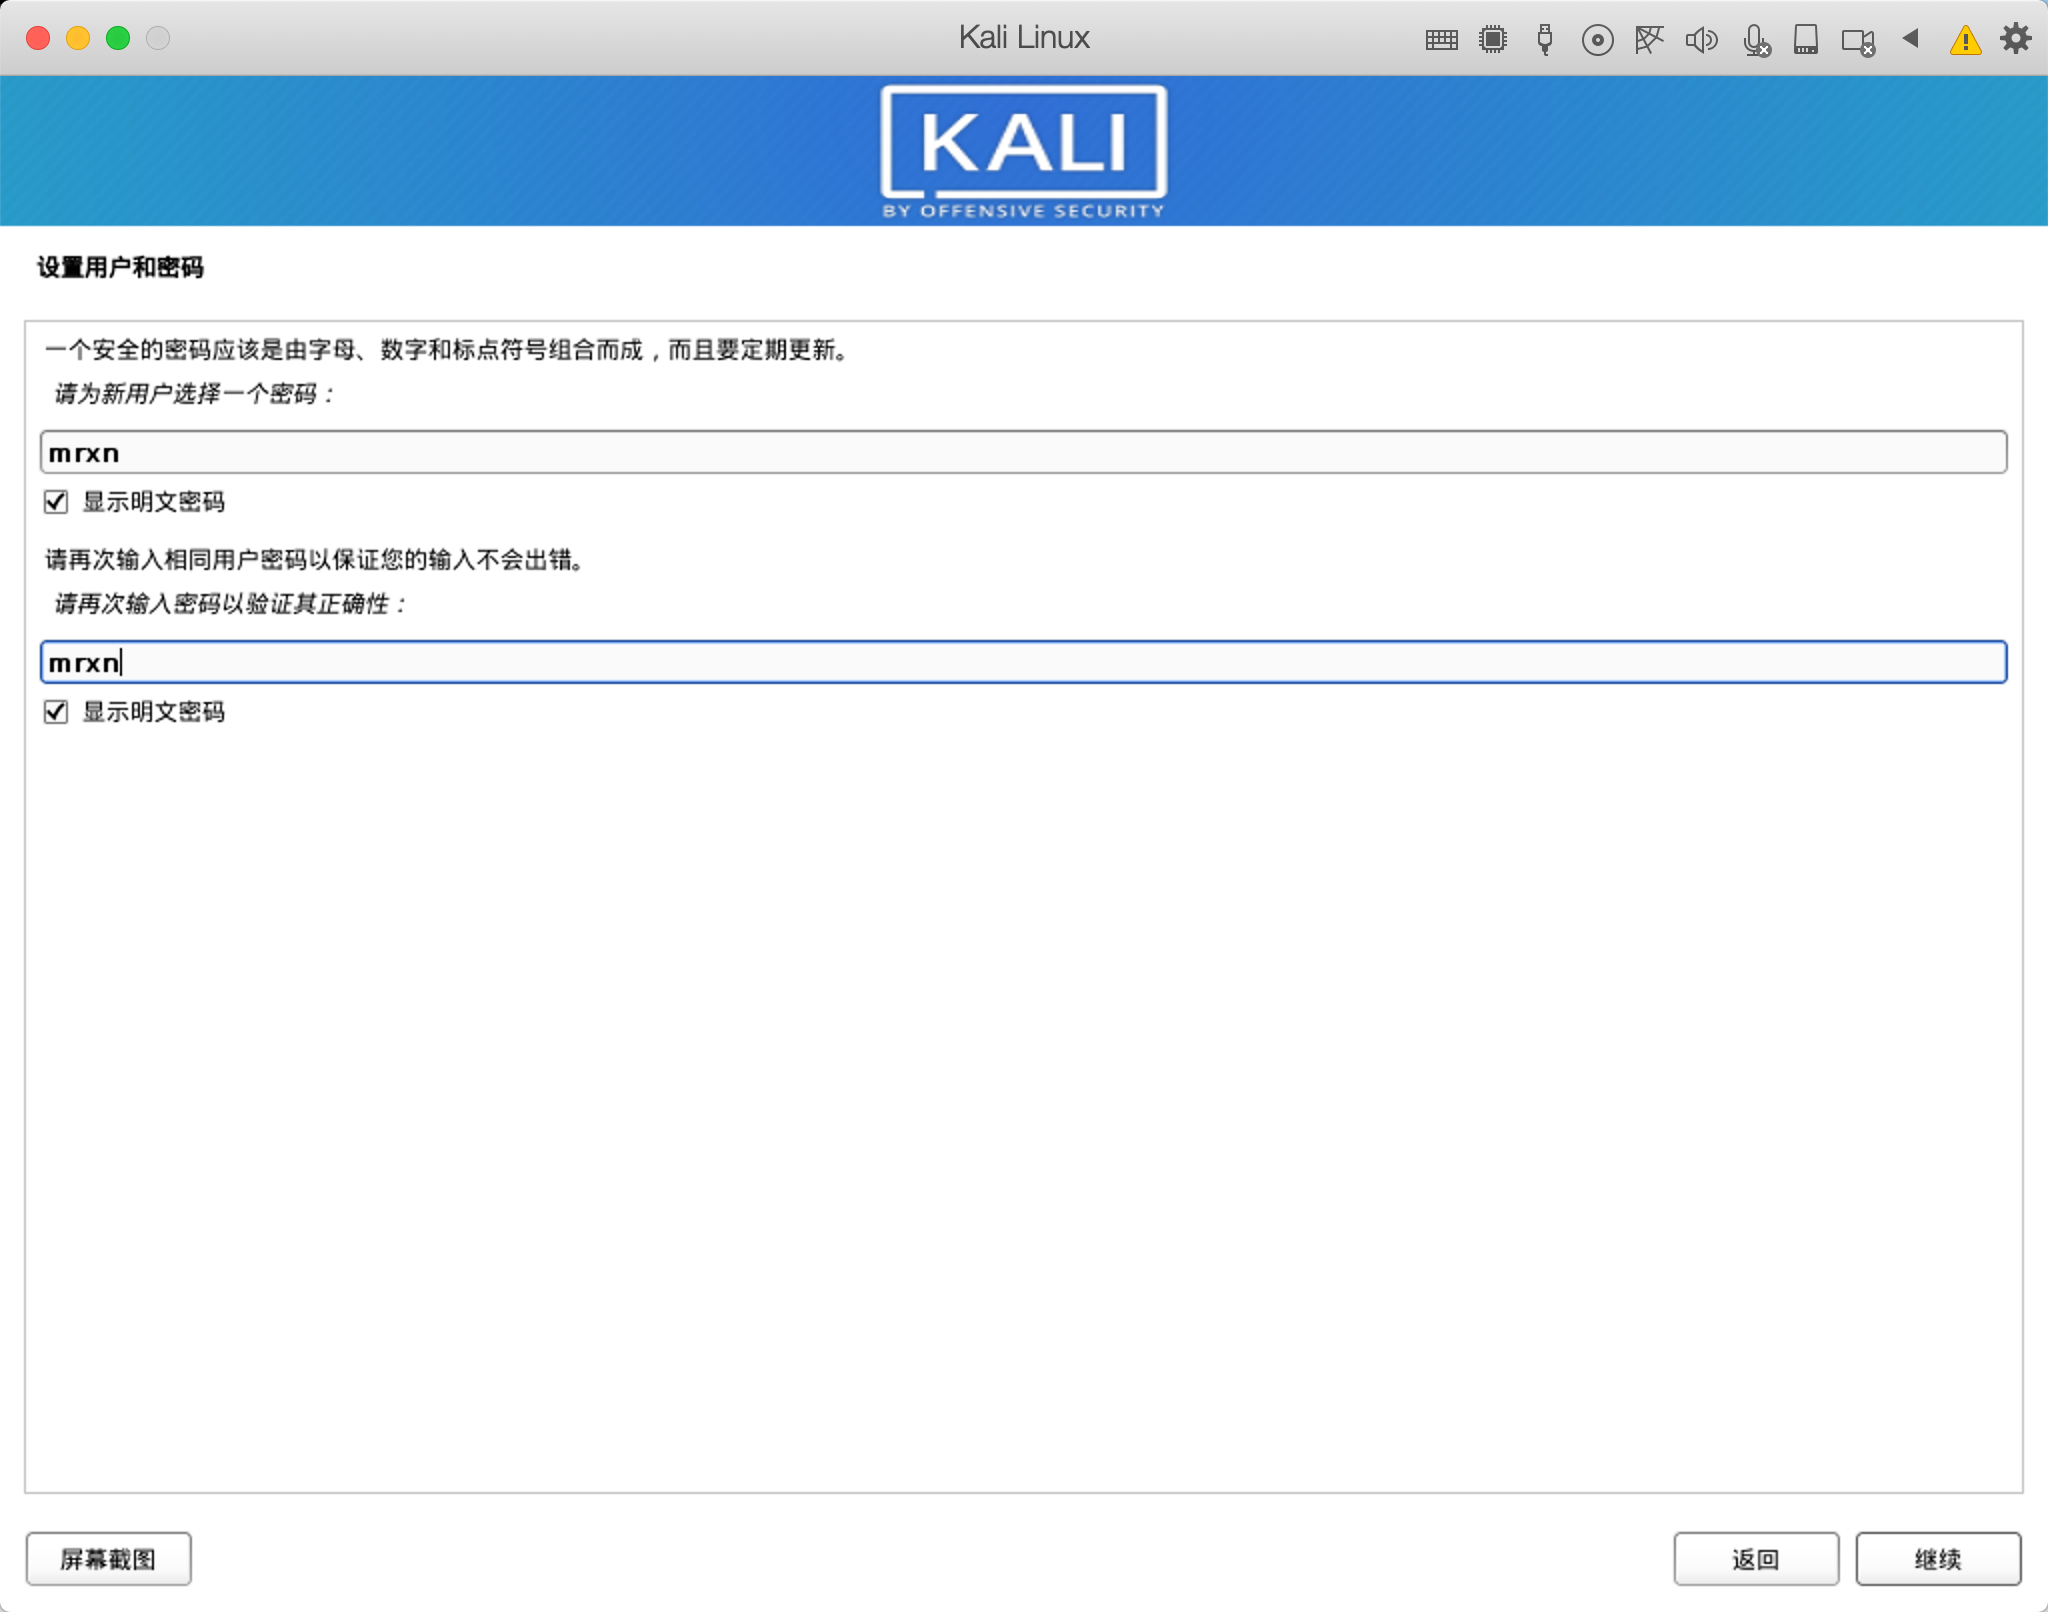 Kali Linux
KALI
BY OFFENSIVE SECURITY
设置用户和密码
一个安全的密码应该是由字母、数字和标点符号组合而成，而且要定期更新。
请为新用户选择一个密码：
mrxn
显示明文密码
请再次输入相同用户密码以保证您的输入不会出错。
请再次输入密码以验证其正确性：
mrxn
显示明文密码
屏幕截图
返回
继续